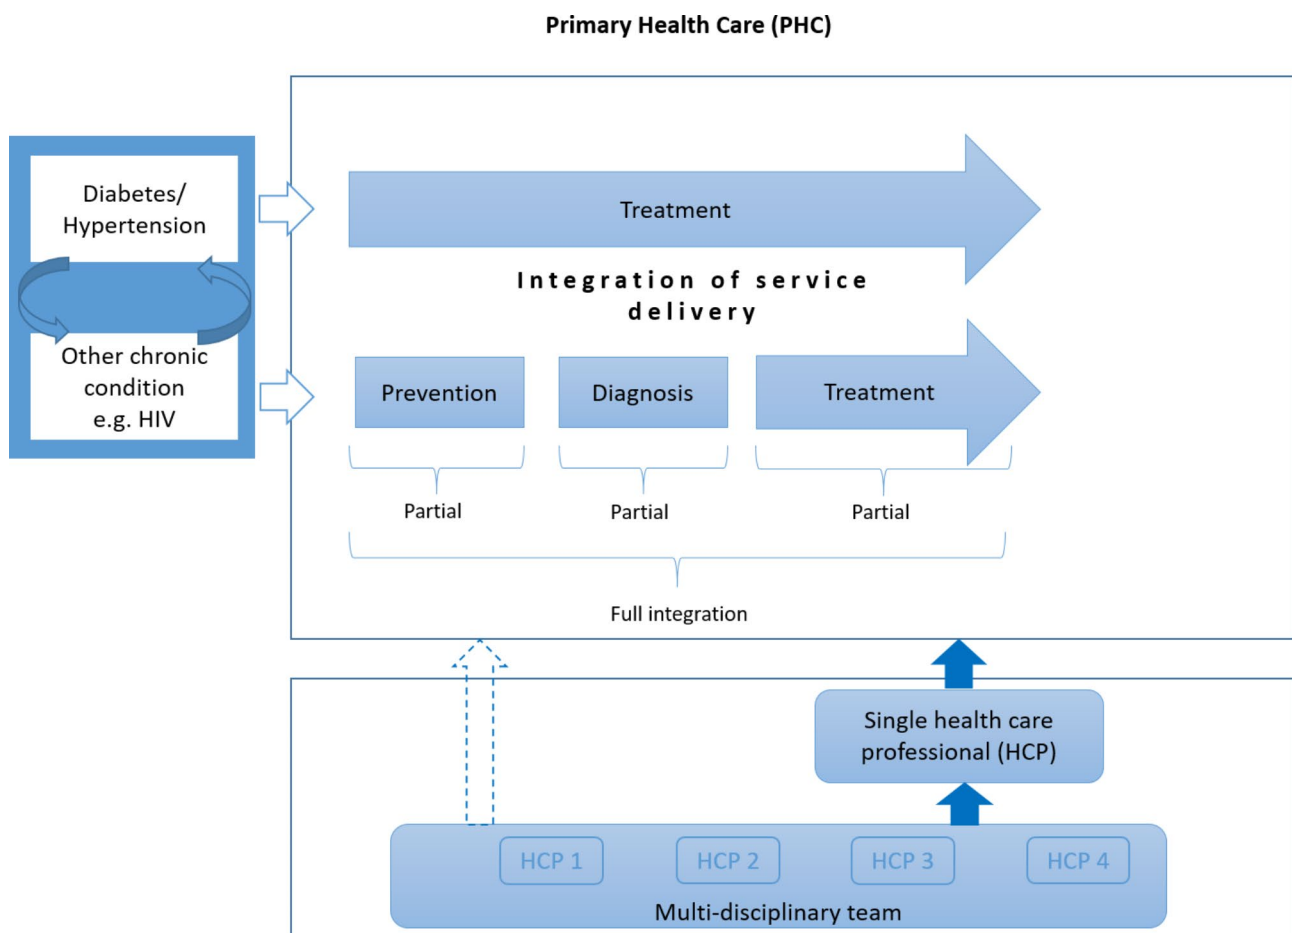 Primary Health Care (PHC)
Diabetes/
Hypertension
Other chronic
condition
e.g. HIV
Treatment
Integration of service
delivery
Prevention
Diagnosis
Treatment
Partial
Partial
Partial
Full integration
Single health care
professional (HCP)
HCP 1
HCP 2
HCP 3
HCP 4
Multi-disciplinary team